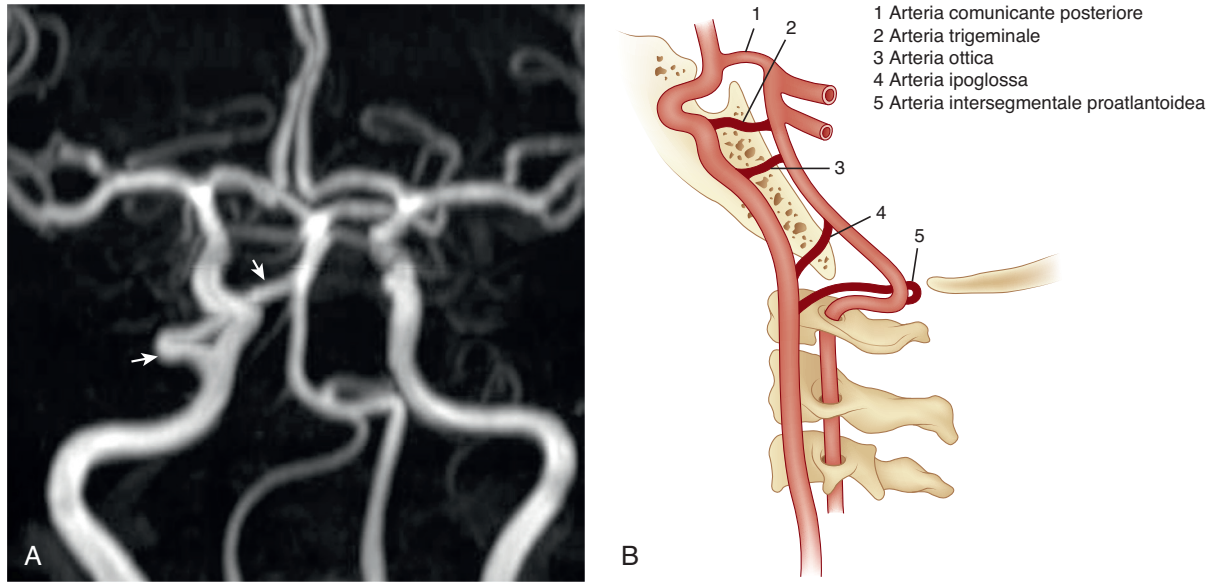 A
1
2
3
4
5
1 Arteria comunicante posteriore
2 Arteria trigeminale
3 Arteria ottica
4 Arteria ipoglossa
5 Arteria intersegmentale proatlantoidea
B